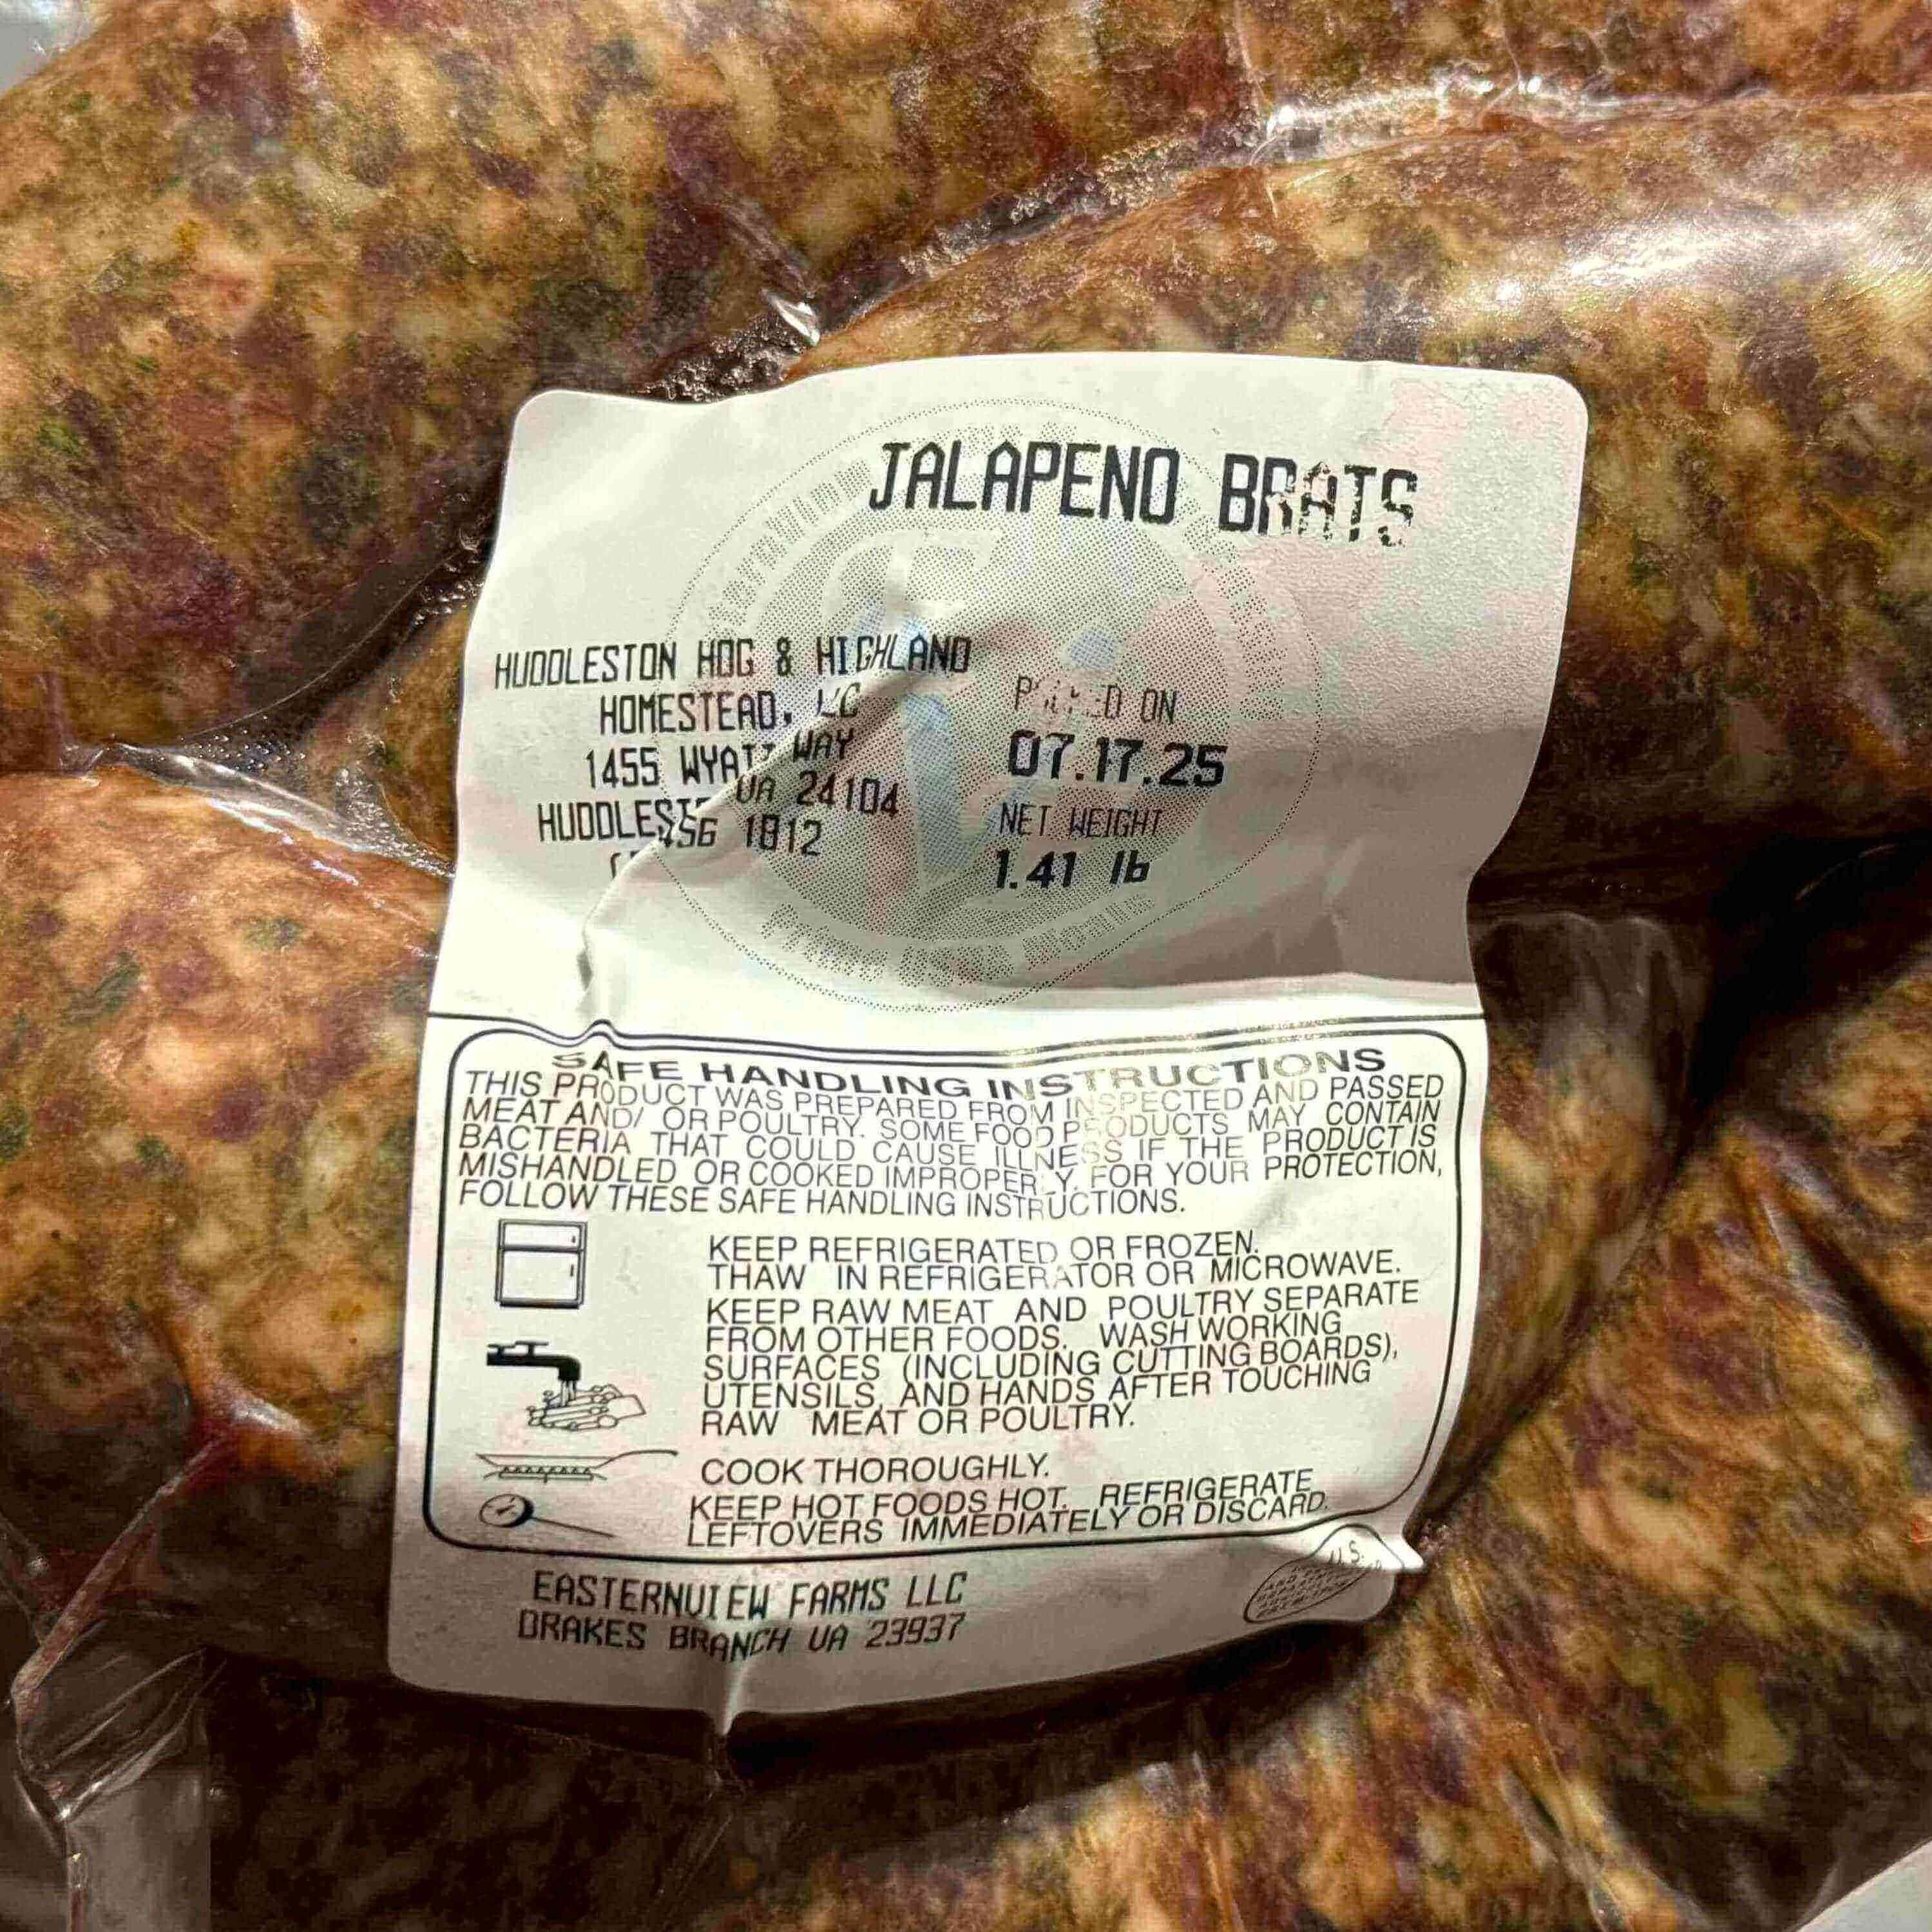 JALAPENO BRATS
HUDDLESTON HOG & HIGHLAND
HOMESTEAD,
1455 WYATT WAY
VA 24104
456 1812
PACKED ON
07.17.25
NET WEIGHT
1.41 lb
SAFE HANDLING INSTRUCTIONS
THIS PRODUCT WAS PREPARED FROM INSPECTED AND PASSED
MEAT AND/ OR POULTRY. SOME FOOD PRODUCTS MAY CONTAIN
BACTERIA THAT COULD CAUSE ILLNESS IF THE PRODUCT IS
MISHANDLED OR COOKED IMPROPERLY. FOR YOUR PROTECTION,
FOLLOW THESE SAFE HANDLING INSTRUCTIONS.
KEEP REFRIGERATED OR FROZEN.
THAW IN REFRIGERATOR OR MICROWAVE.
KEEP RAW MEAT AND POULTRY SEPARATE
FROM OTHER FOODS. WASH WORKING
SURFACES (INCLUDING CUTTING BOARDS),
UTENSILS, AND HANDS AFTER TOUCHING
RAW MEAT OR POULTRY.
COOK THOROUGHLY.
KEEP HOT FOODS HOT. REFRIGERATE
LEFTOVERS IMMEDIATELY OR DISCARD.
EASTERNVIEW FARMS LLC
DRAKES BRANCH VA 23937
U.S.